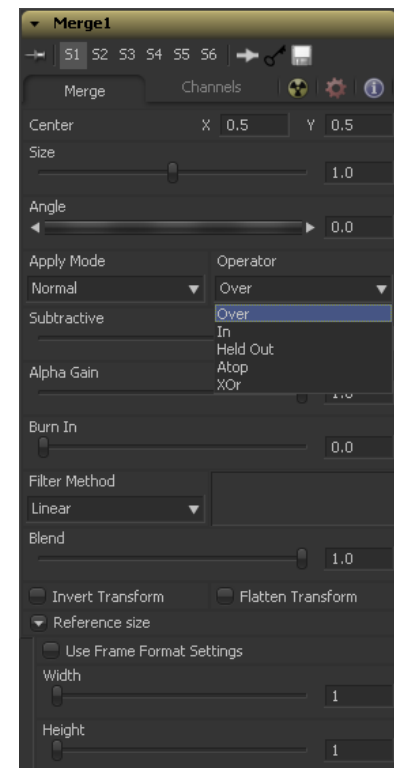 Merge1
S1 S2 S3 S4 S5 S6
Merge Channels
Center X 0.5 Y 0.5
Size
1.0
Angle
0.0
Apply Mode Operator
Normal Over
Subtractive
Over
In
Held Out
Atop
XOr
Alpha Gain
1.0
Burn In
0.0
Filter Method
Linear
Blend
1.0
Invert Transform Flatten Transform
Reference size
Use Frame Format Settings
Width
1
Height
1